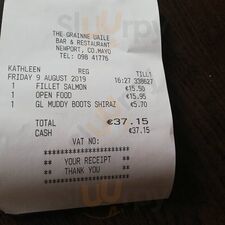 THE GRAINNE UAILE
BAR & RESTAURANT
NEWPORT, CO.MAYO
TEL: 098 41776
KATHLEEN REG TILL1
FRIDAY 9 AUGUST 2019 16:27 338627
1 FILLET SALMON €15.50
1 OPEN FOOD €15.95
1 GL MUDDY BOOTS SHIRAZ €5.70
TOTAL €37.15
CASH €37.15
VAT NO:
********************
* YOUR RECEIPT *
* THANK YOU *
********************